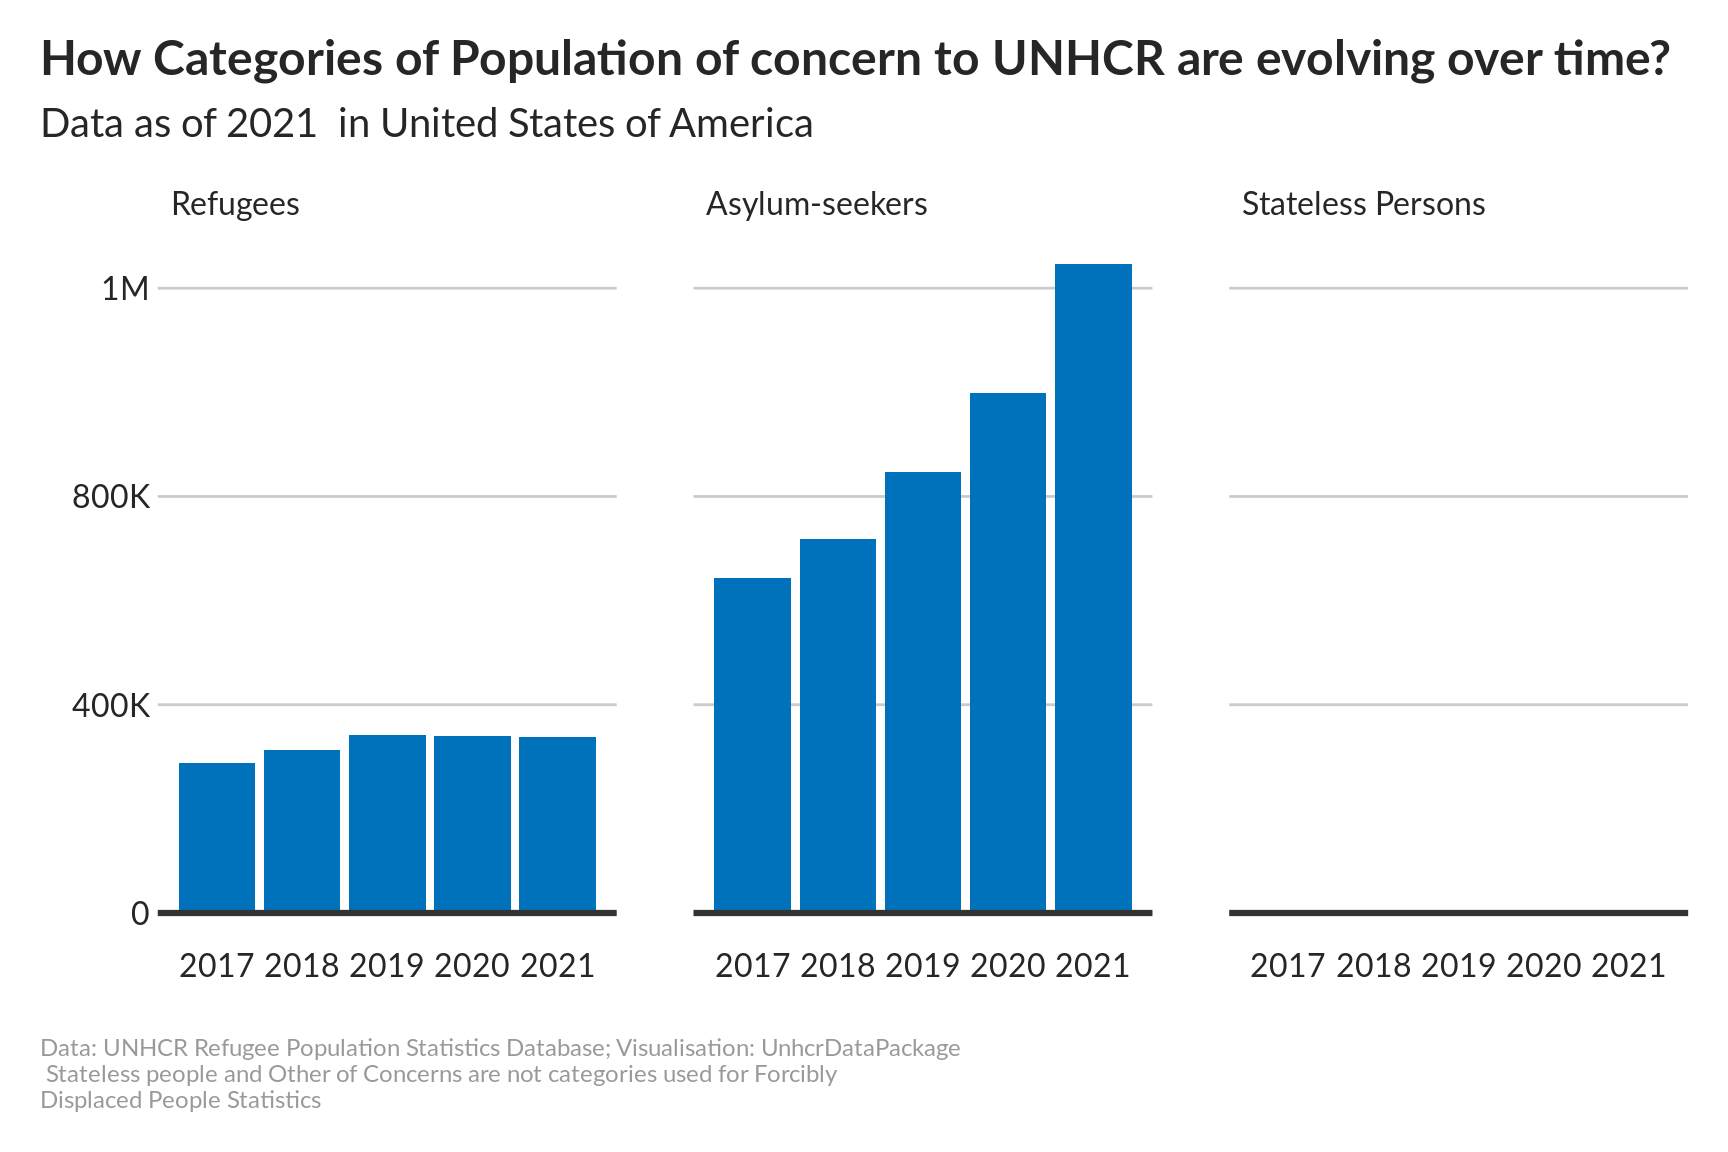 How Categories of Population of concern to UNHCR are evolving over time?
Data as of 2021  in United States of America
Refugees
Asylum-seekers
Stateless Persons
1M
800K
400K
0
2017 2018 2019 2020 2021
2017 2018 2019 2020 2021
2017 2018 2019 2020 2021
Data: UNHCR Refugee Population Statistics Database; Visualisation: UnhcrDataPackage
Stateless people and Other of Concerns are not categories used for Forcibly
Displaced People Statistics